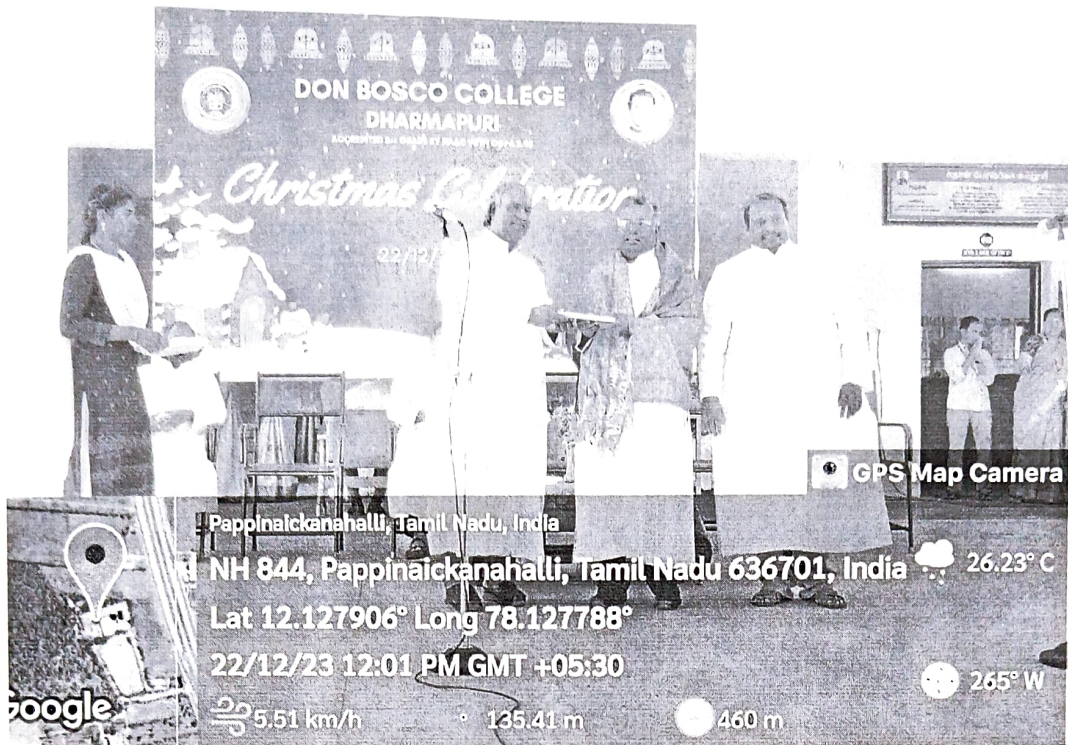 DON BOSCO COLLEGE
DHARMAPURI
Christmas
22/12/
GPS Map Camera
Pappinaickanahalli, Tamil Nadu, India
NH 844, Pappinaickanahalli, Tamil Nadu 636701, India
26.23° C
Lat 12.127906° Long 78.127788°
22/12/23 12:01 PM GMT +05:30
265° W
Google
5.51 km/h
135.41 m
460 m